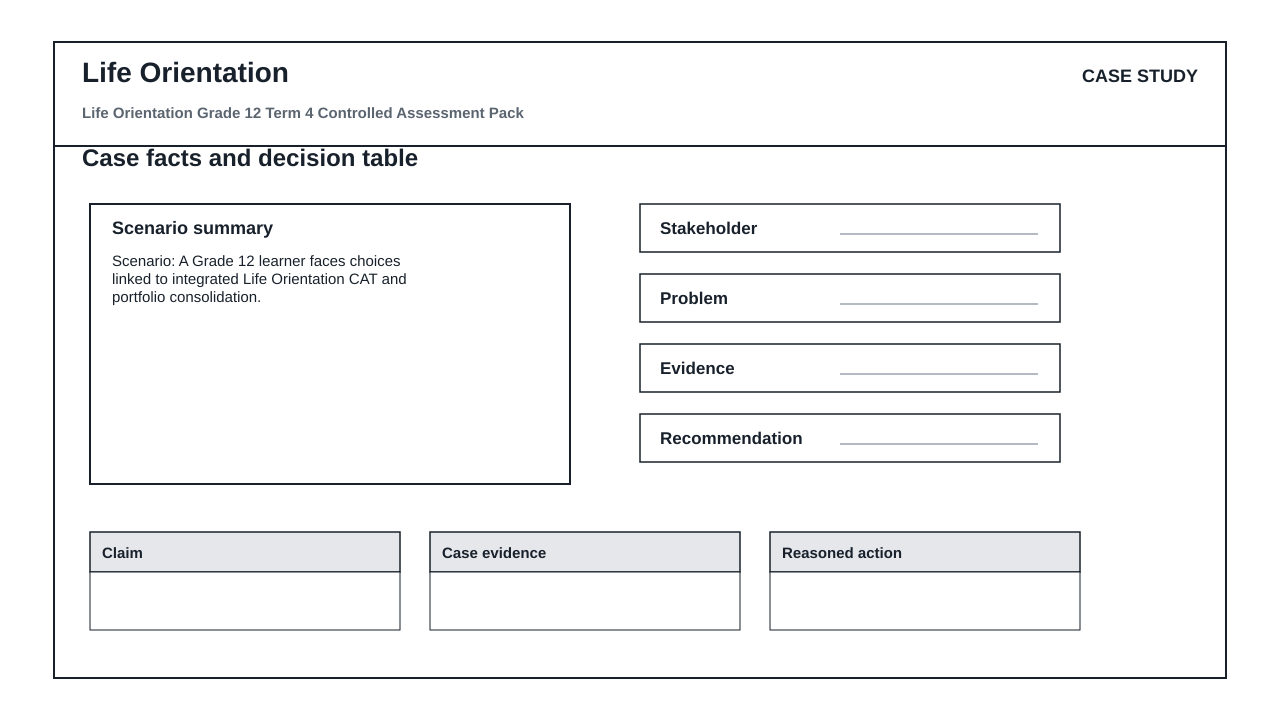 Life Orientation
CASE STUDY
Life Orientation Grade 12 Term 4 Controlled Assessment Pack
Case facts and decision table
Scenario summary
Scenario: A Grade 12 learner faces choices
linked to integrated Life Orientation CAT and
portfolio consolidation.
Stakeholder
Problem
Evidence
Recommendation
Claim
Case evidence
Reasoned action